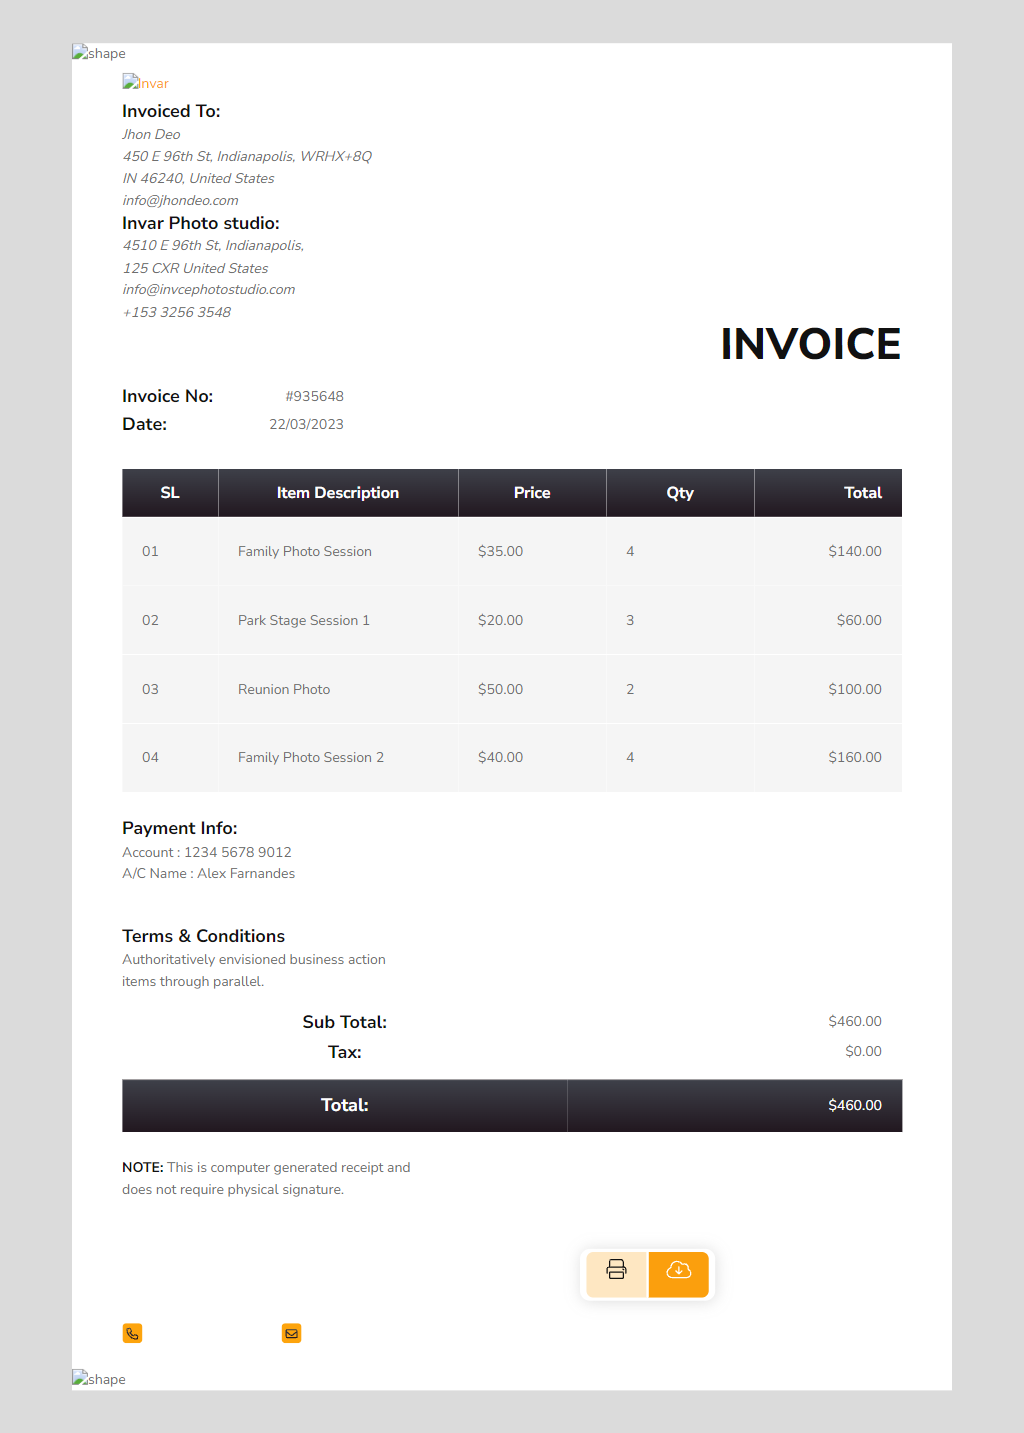 shape
Invar
Invoiced To:
Jhon Deo
450 E 96th St, Indianapolis, WRHX+8Q
IN 46240, United States
info@jhondeo.com
Invar Photo studio:
4510 E 96th St, Indianapolis,
125 CXR United States
info@invcephotostudio.com
+153 3256 3548
INVOICE
Invoice No: #935648
Date: 22/03/2023
SL Item Description Price Qty Total
01 Family Photo Session $35.00 4 $140.00
02 Park Stage Session 1 $20.00 3 $60.00
03 Reunion Photo $50.00 2 $100.00
04 Family Photo Session 2 $40.00 4 $160.00
Payment Info:
Account : 1234 5678 9012
A/C Name : Alex Farnandes
Terms & Conditions
Authoritatively envisioned business action
items through parallel.
Sub Total: $460.00
Tax: $0.00
Total: $460.00
NOTE: This is computer generated receipt and
does not require physical signature.
shape